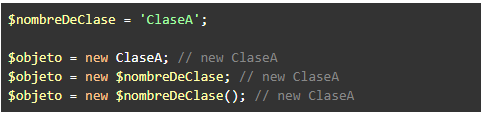 $nombreDeClase = 'ClaseA';
$objeto = new ClaseA; // new ClaseA
$objeto = new $nombreDeClase; // new ClaseA
$objeto = new $nombreDeClase(); // new ClaseA